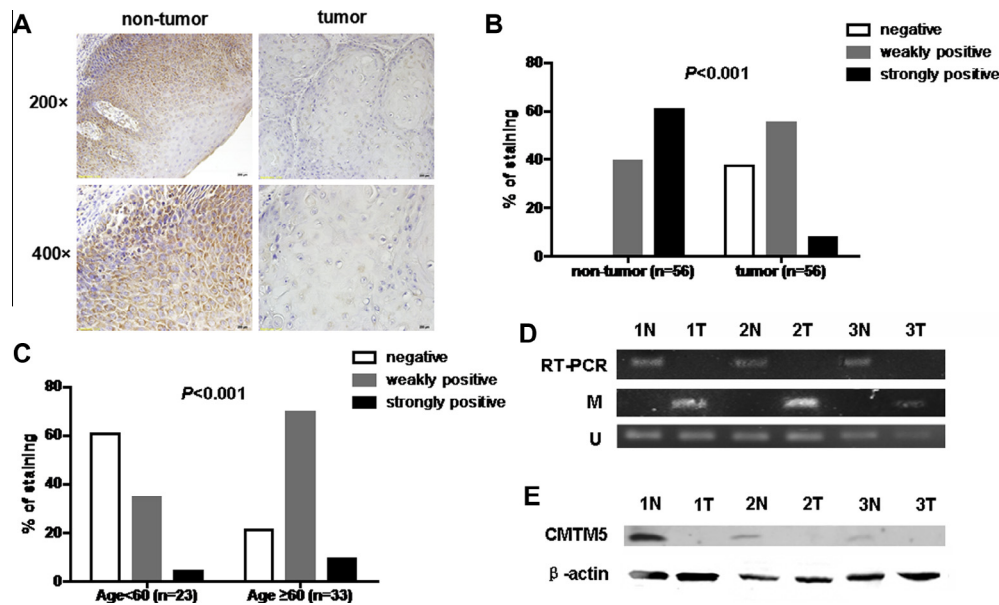 A
non-tumor tumor
200×
400×
B
negative
weakly positive
strongly positive
P<0.001
% of staining
80
60
40
20
0
non-tumor (n=56) tumor (n=56)
C
negative
weakly positive
strongly positive
P<0.001
% of staining
80
60
40
20
0
Age<60 (n=23) Age ≥60 (n=33)
D
1N 1T 2N 2T 3N 3T
RT-PCR
M
U
E
1N 1T 2N 2T 3N 3T
CMTM5
β-actin